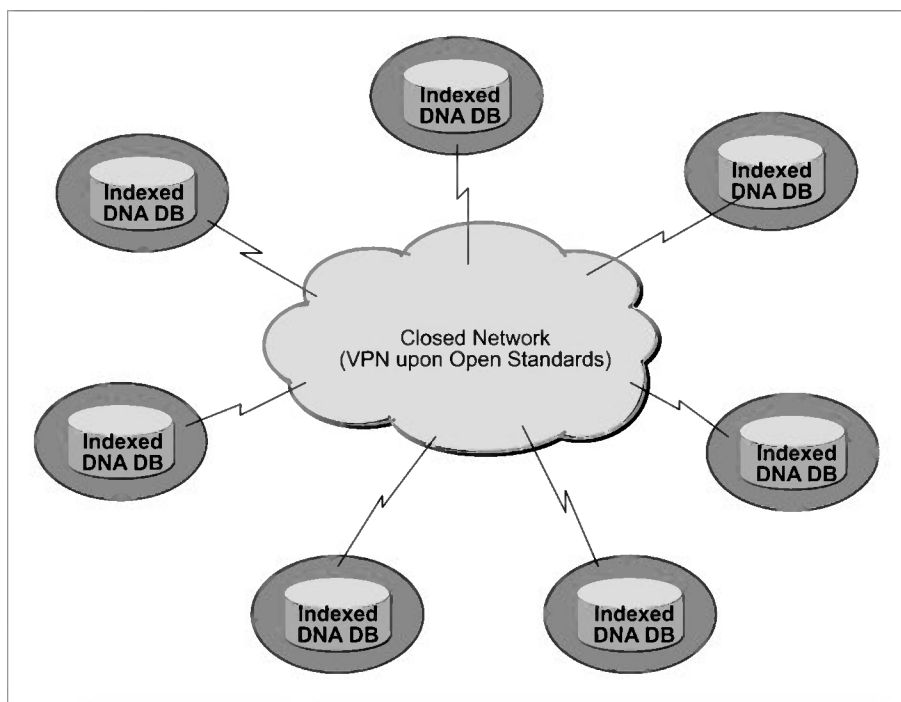 Indexed
DNA DB
Indexed
DNA DB
Indexed
DNA DB
Closed Network
(VPN upon Open Standards)
Indexed
DNA DB
Indexed
DNA DB
Indexed
DNA DB
Indexed
DNA DB